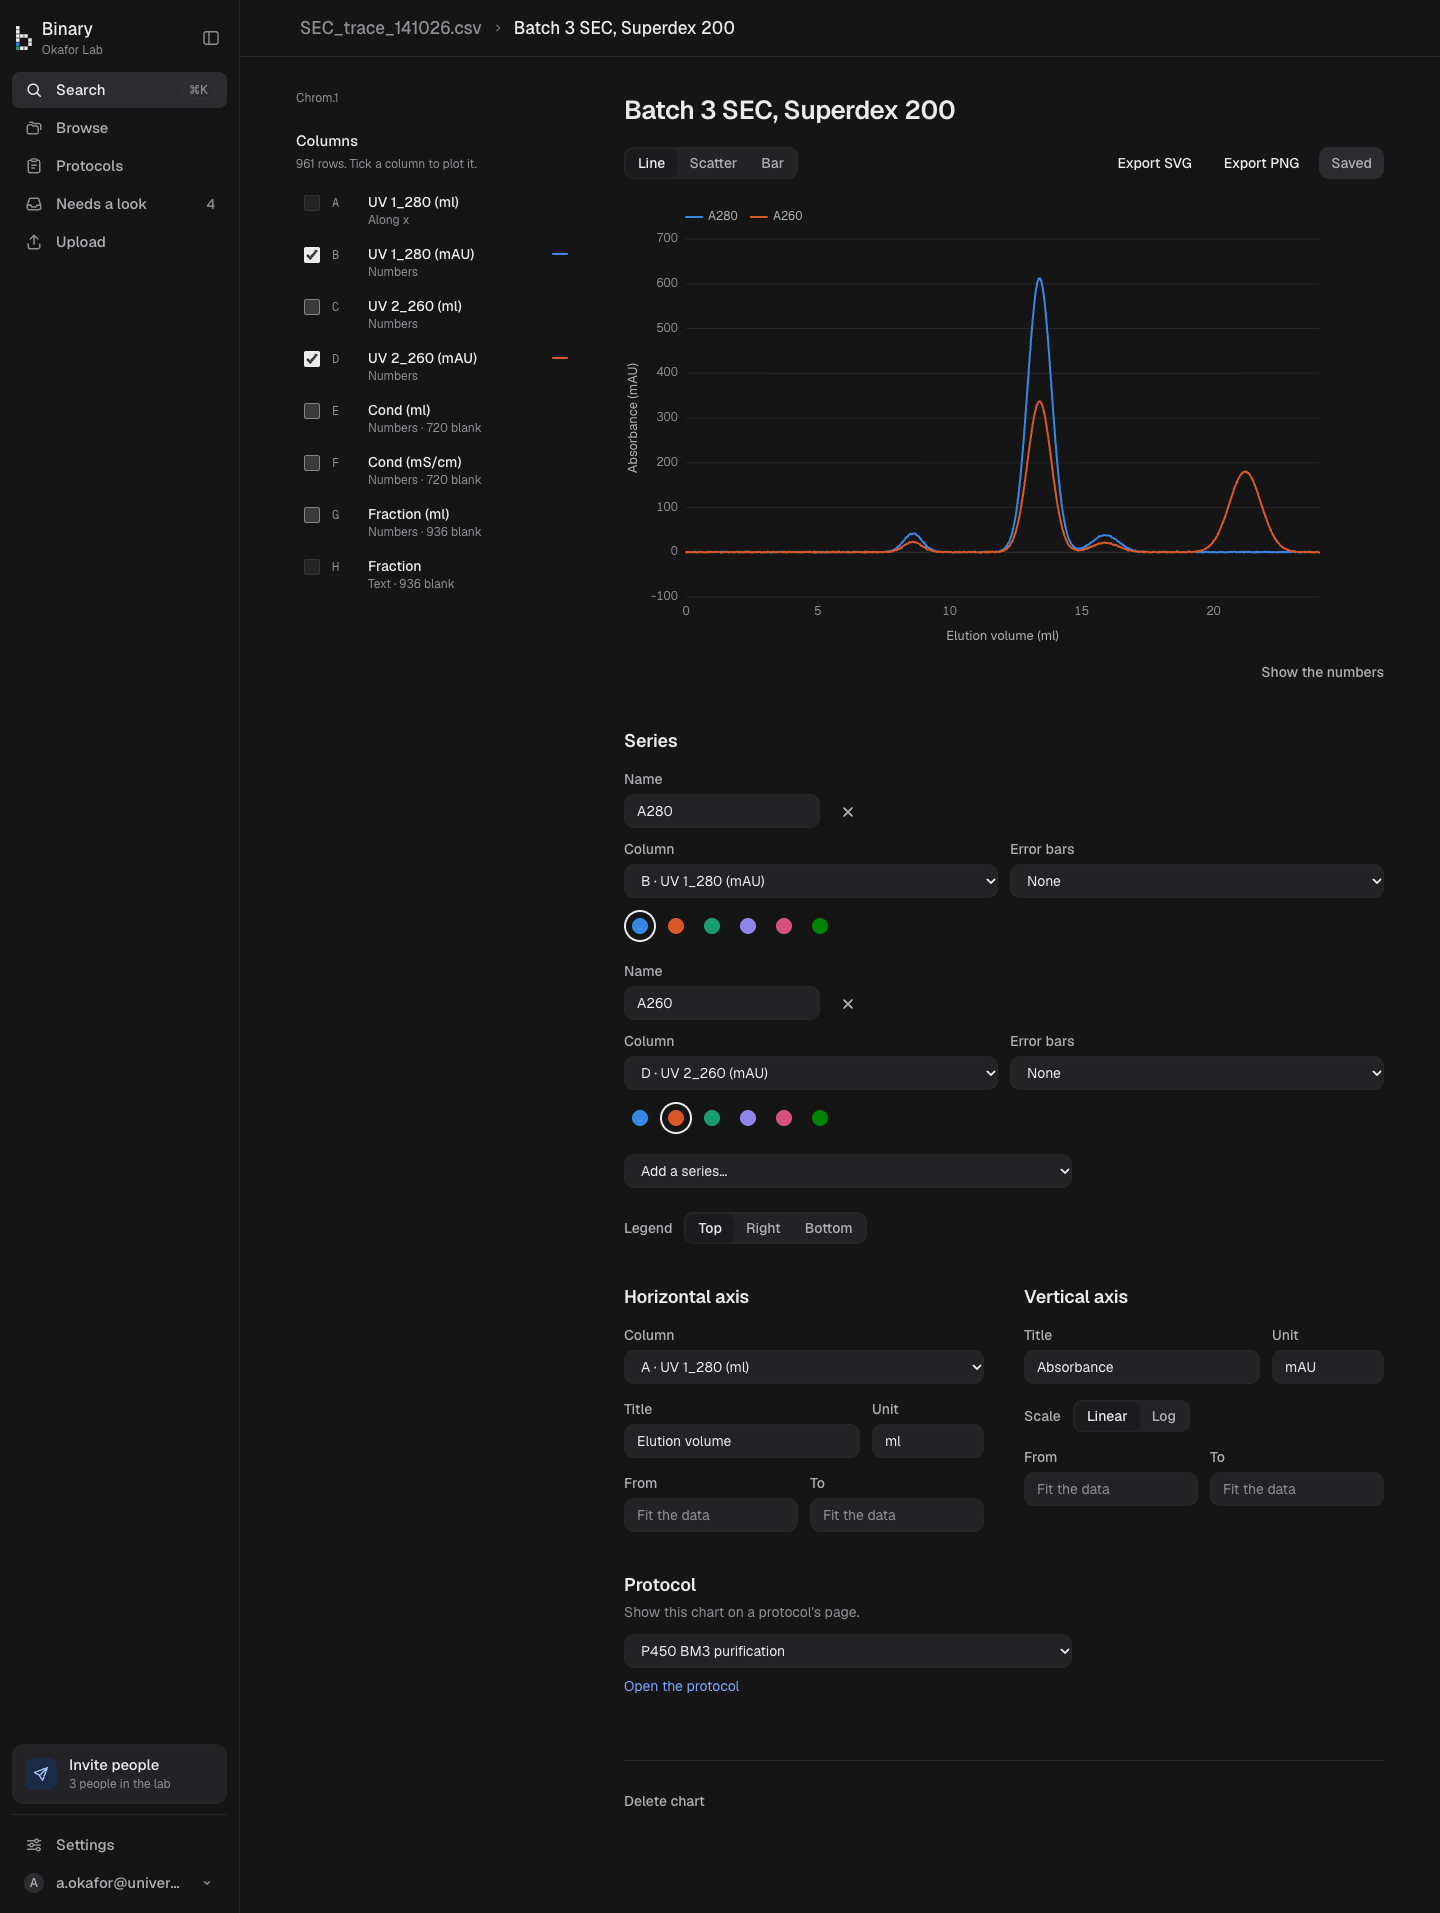 Binary
Okafor Lab
Search ⌘K
Browse
Protocols
Needs a look 4
Upload
Invite people
3 people in the lab
Settings
A a.okafor@univer...
SEC_trace_141026.csv › Batch 3 SEC, Superdex 200
Chrom.1
Columns
961 rows. Tick a column to plot it.
A UV 1_280 (ml)
Along x
B UV 1_280 (mAU)
Numbers
C UV 2_260 (ml)
Numbers
D UV 2_260 (mAU)
Numbers
E Cond (ml)
Numbers · 720 blank
F Cond (mS/cm)
Numbers · 720 blank
G Fraction (ml)
Numbers · 936 blank
H Fraction
Text · 936 blank
Batch 3 SEC, Superdex 200
Line Scatter Bar Export SVG Export PNG Saved
A280 A260
Absorbance (mAU)
700
600
500
400
300
200
100
0
-100
0 5 10 15 20
Elution volume (ml)
Show the numbers
Series
Name
A280
Column Error bars
B · UV 1_280 (mAU) None
Name
A260
Column Error bars
D · UV 2_260 (mAU) None
Add a series...
Legend Top Right Bottom
Horizontal axis
Column
A · UV 1_280 (ml)
Title Unit
Elution volume ml
From To
Fit the data Fit the data
Vertical axis
Title Unit
Absorbance mAU
Scale Linear Log
From To
Fit the data Fit the data
Protocol
Show this chart on a protocol's page.
P450 BM3 purification
Open the protocol
Delete chart